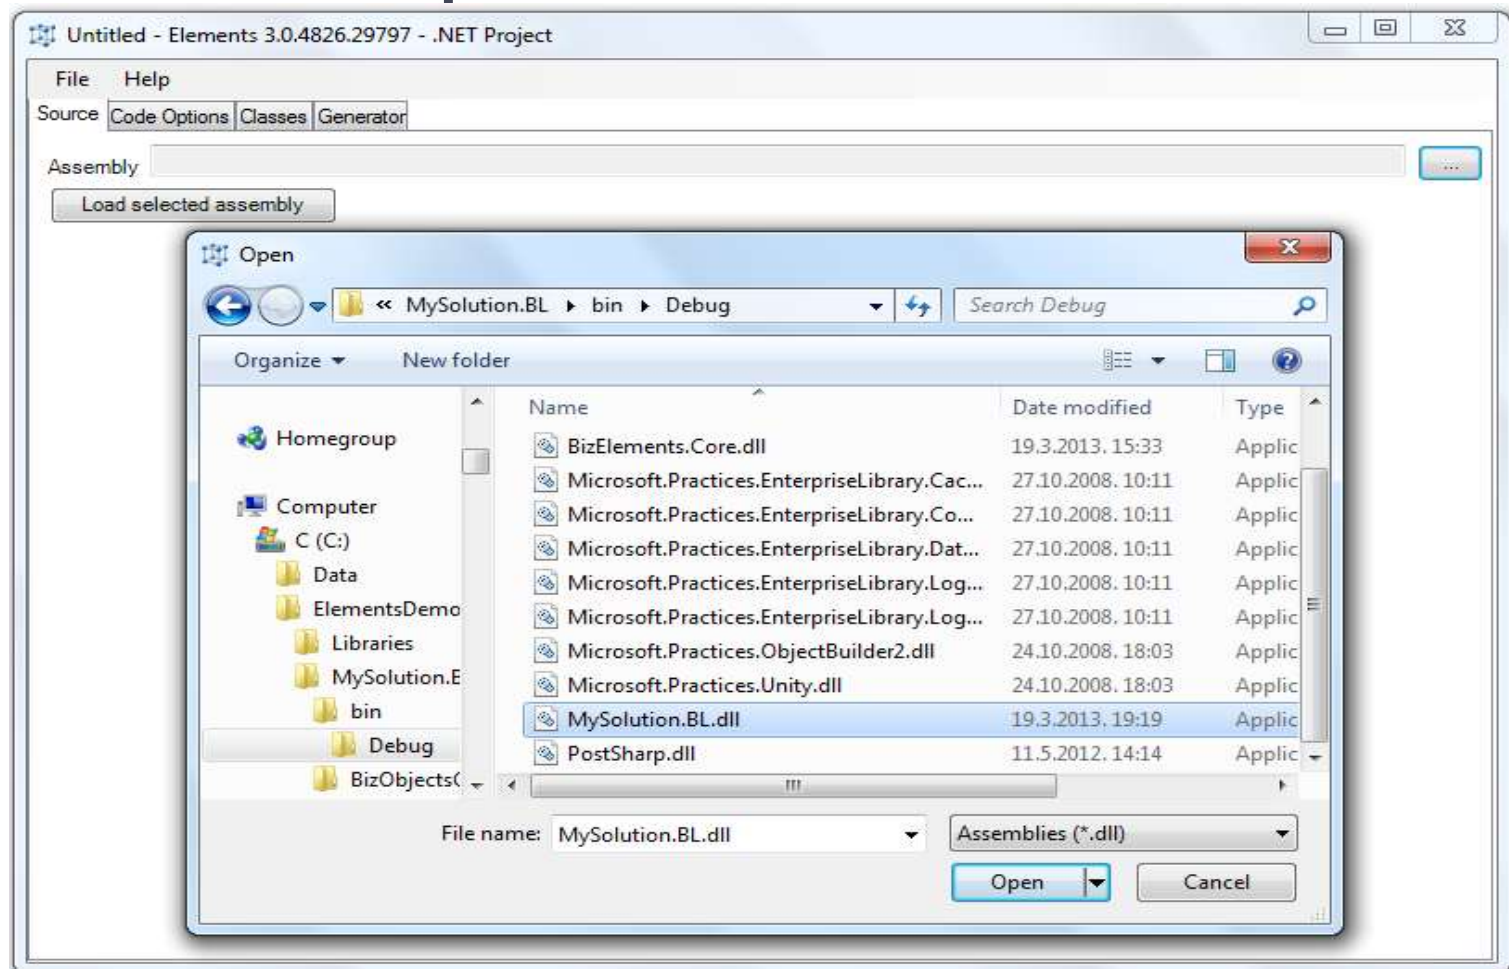 Untitled - Elements 3.0.4826.29797 - .NET Project
File Help
Source Code Options Classes Generator
Assembly ...
Load selected assembly
Open
« MySolution.BL ▸ bin ▸ Debug Search Debug
Organize New folder
Name Date modified Type
Homegroup
BizElements.Core.dll 19.3.2013. 15:33 Applic
Microsoft.Practices.EnterpriseLibrary.Cac... 27.10.2008. 10:11 Applic
Computer
Microsoft.Practices.EnterpriseLibrary.Co... 27.10.2008. 10:11 Applic
C (C:)
Microsoft.Practices.EnterpriseLibrary.Dat... 27.10.2008. 10:11 Applic
Data
Microsoft.Practices.EnterpriseLibrary.Log... 27.10.2008. 10:11 Applic
ElementsDemo
Microsoft.Practices.EnterpriseLibrary.Log... 27.10.2008. 10:11 Applic
Libraries
Microsoft.Practices.ObjectBuilder2.dll 24.10.2008. 18:03 Applic
MySolution.B
Microsoft.Practices.Unity.dll 24.10.2008. 18:03 Applic
bin
MySolution.BL.dll 19.3.2013. 19:19 Applic
Debug
PostSharp.dll 11.5.2012. 14:14 Applic
BizObjects(
File name: MySolution.BL.dll Assemblies (*.dll)
Open Cancel